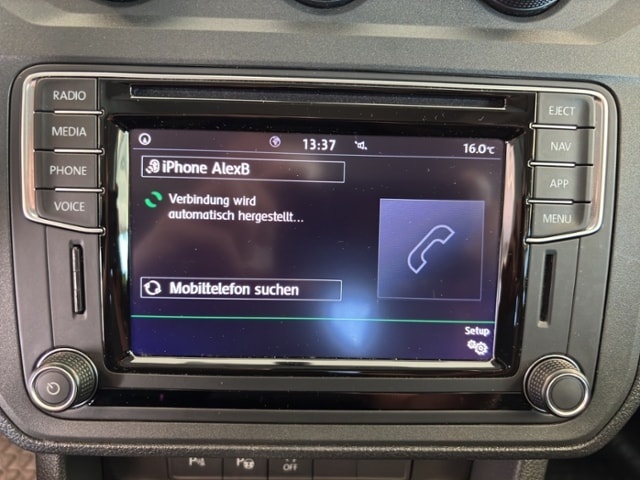 RADIO
MEDIA
PHONE
VOICE
EJECT
NAV
APP
MENU
13:37
16.0°C
iPhone AlexB
Verbindung wird
automatisch hergestellt...
Mobiltelefon suchen
Setup
OFF